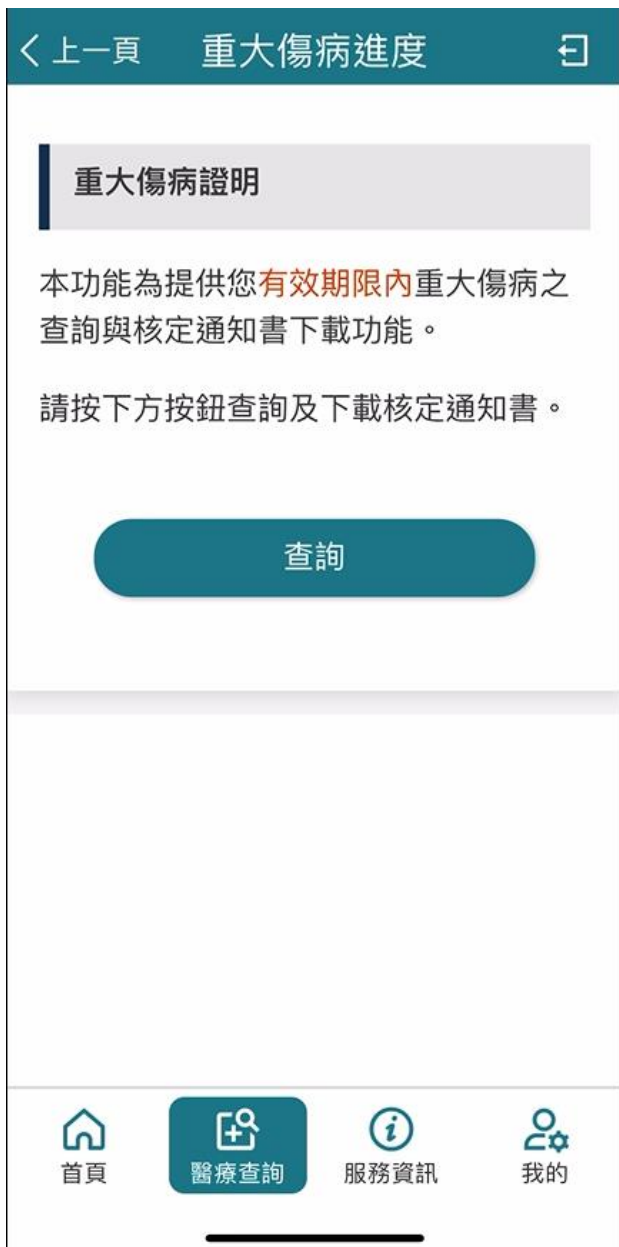 上一頁 重大傷病進度
重大傷病證明
本功能為提供您有效期限內重大傷病之
查詢與核定通知書下載功能。
請按下方按鈕查詢及下載核定通知書。
查詢
首頁 醫療查詢 服務資訊 我的